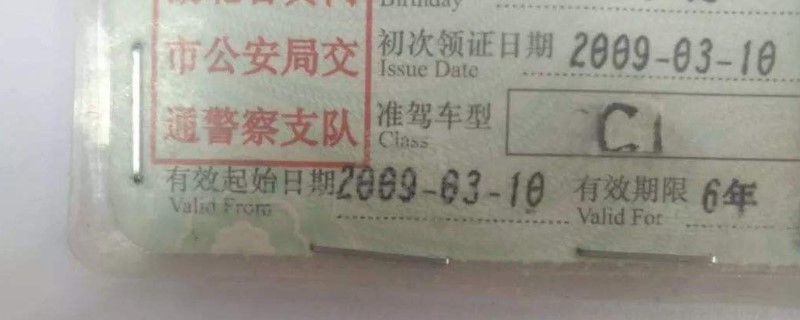 Birthday
市公安局交
通警察支队
初次领证日期 2009-03-10
Issue Date
准驾车型 C1
Class
有效起始日期 2009-03-10 有效期限 6年
Valid From Valid For